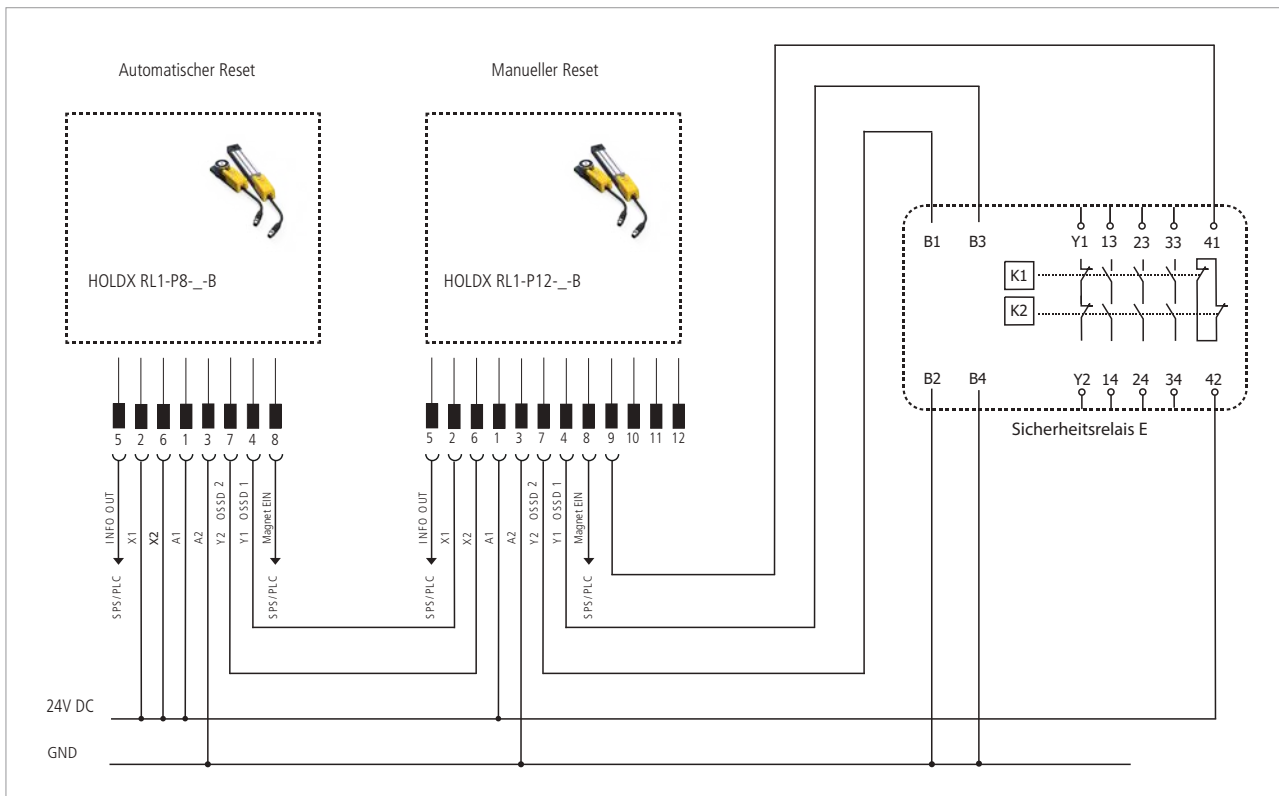 Automatischer Reset
Manueller Reset
HOLDX RL1-P8-_-B
HOLDX RL1-P12-_-B
B1 B3 Y1 13 23 33 41
K1
K2
B2 B4 Y2 14 24 34 42
Sicherheitsrelais E
5 2 6 1 3 7 4 8
5 2 6 1 3 7 4 8 9 10 11 12
INFO OUT
X1
X2
A1
A2
Y2 OSSD 2
Y1 OSSD 1
Magnet EIN
SPS/PLC
SPS/PLC
INFO OUT
X1
X2
A1
A2
Y2 OSSD 2
Y1 OSSD 1
Magnet EIN
SPS/PLC
SPS/PLC
24V DC
GND